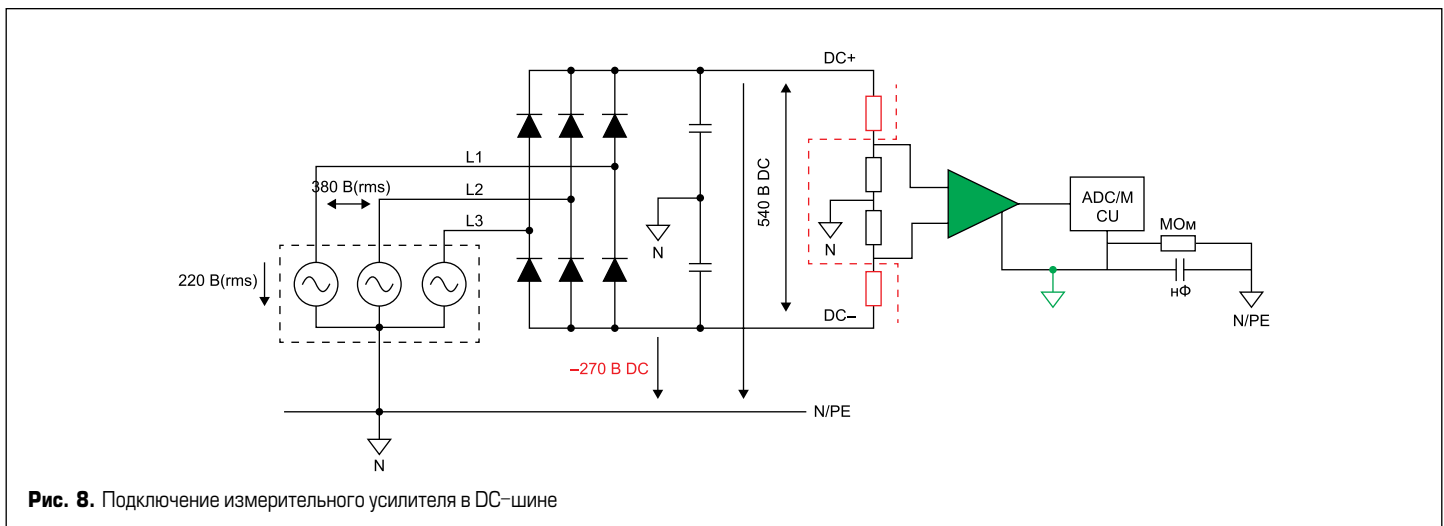 DC+
L1
380 В(rms)
L2
L3
220 В(rms)
N
540 В DC
N
ADC/M
CU
МОм
нФ
N/PE
DC–
–270 В DC
N/PE
N
Рис. 8. Подключение измерительного усилителя в DC–шине